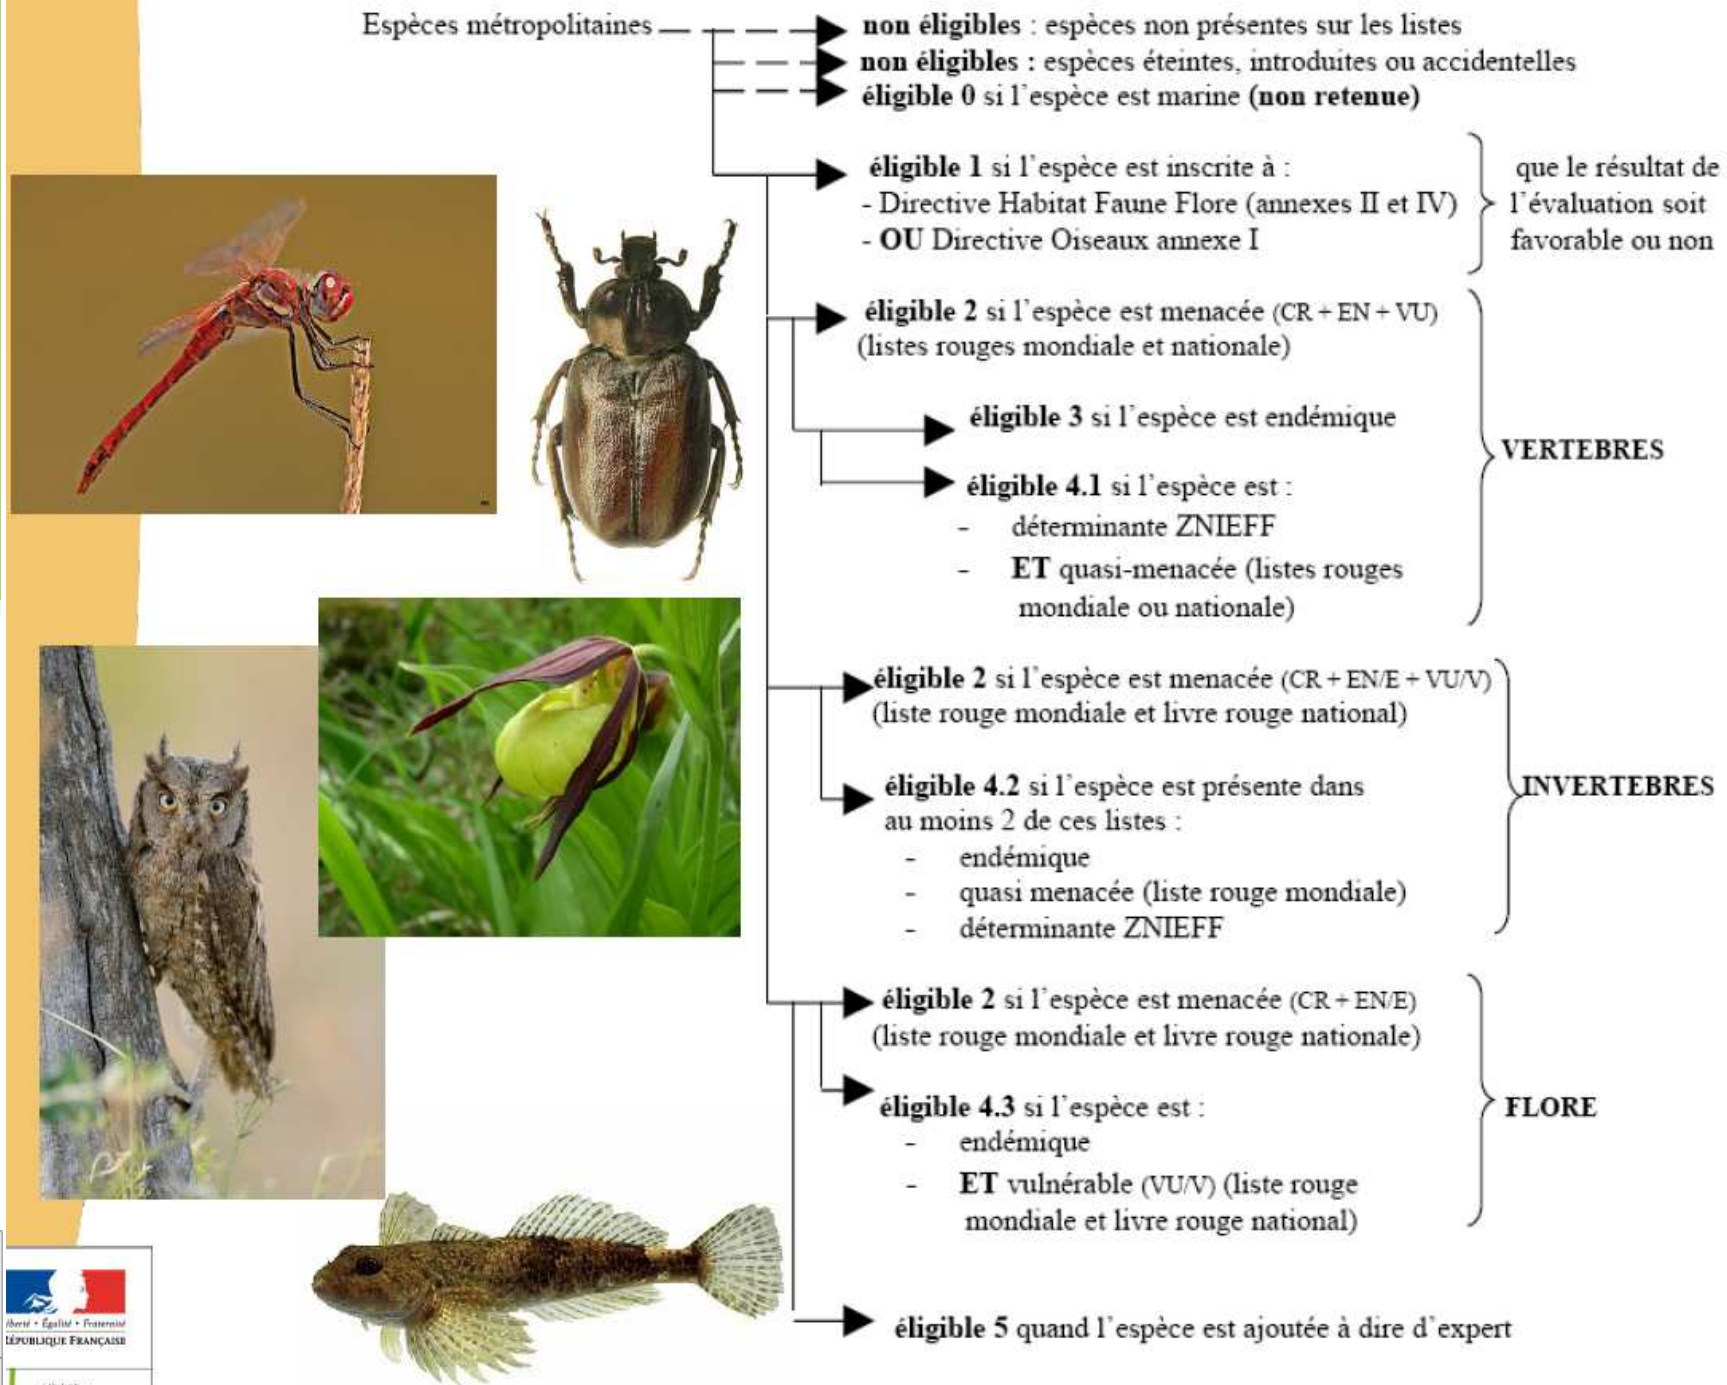 Espèces métropolitaines
non éligibles : espèces non présentes sur les listes
non éligibles : espèces éteintes, introduites ou accidentelles
éligible 0 si l'espèce est marine (non retenue)
éligible 1 si l'espèce est inscrite à :
- Directive Habitat Faune Flore (annexes II et IV)
- OU Directive Oiseaux annexe I
que le résultat de
l'évaluation soit
favorable ou non
éligible 2 si l'espèce est menacée (CR + EN + VU)
(listes rouges mondiale et nationale)
éligible 3 si l'espèce est endémique
éligible 4.1 si l'espèce est :
- déterminante ZNIEFF
- ET quasi-menacée (listes rouges
mondiale ou nationale)
VERTEBRES
éligible 2 si l'espèce est menacée (CR + EN/E + VU/V)
(liste rouge mondiale et livre rouge national)
éligible 4.2 si l'espèce est présente dans
au moins 2 de ces listes :
- endémique
- quasi menacée (liste rouge mondiale)
- déterminante ZNIEFF
INVERTEBRES
éligible 2 si l'espèce est menacée (CR + EN/E)
(liste rouge mondiale et livre rouge nationale)
éligible 4.3 si l'espèce est :
- endémique
- ET vulnérable (VU/V) (liste rouge
mondiale et livre rouge national)
FLORE
éligible 5 quand l'espèce est ajoutée à dire d'expert
iberté • Égalité • Fraternité
RÉPUBLIQUE FRANÇAISE